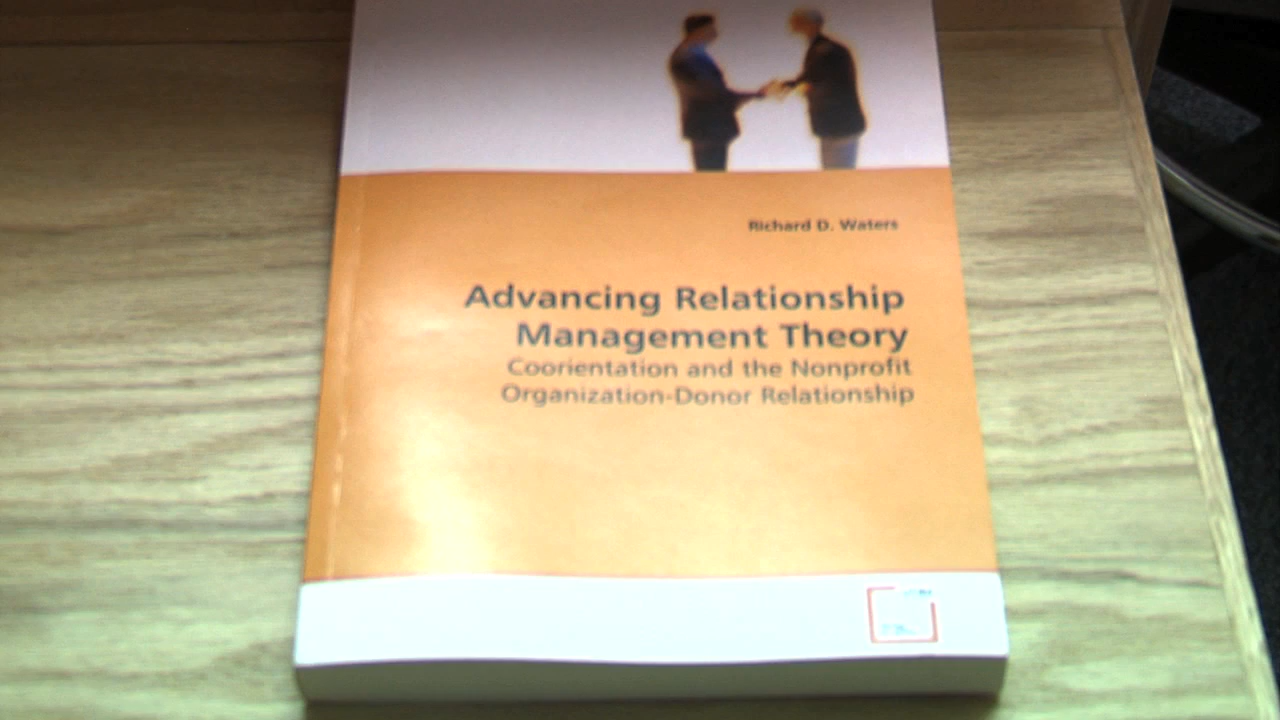 Richard D. Waters
Advancing Relationship
Management Theory
Coorientation and the Nonprofit
Organization-Donor Relationship